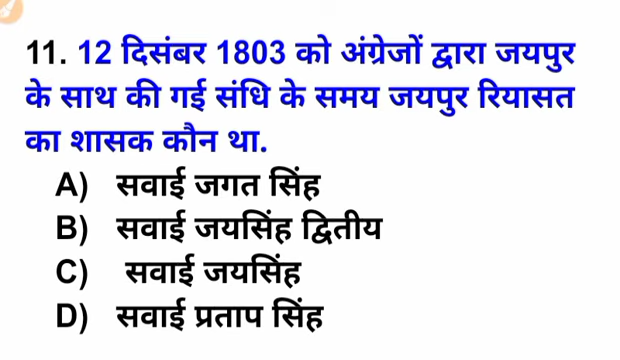 11. 12 दिसंबर 1803 को अंग्रेजों द्वारा जयपुर
के साथ की गई संधि के समय जयपुर रियासत
का शासक कौन था.
A) सवाई जगत सिंह
B) सवाई जयसिंह द्वितीय
C) सवाई जयसिंह
D) सवाई प्रताप सिंह